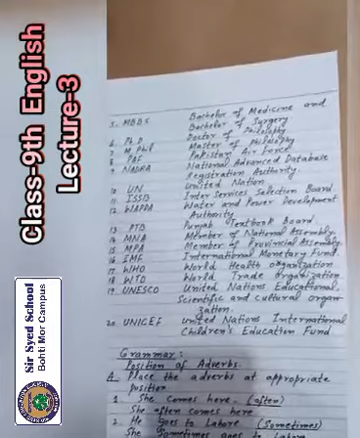 Class-9th English
Lecture-3
Sir Syed School
Bohti Mor Campus
5. MBBS Bachelor of Medicine and
Bachelor of Surgery
6 Ph.D Doctor of Philosophy
7 M Phil Master of Philosophy
8 PAF Pakistan Air Force
9 NADRA National Advanced Database
Registration Authority.
10 UN United Nation
11 ISSB Inter Services Selection Board.
12 WAPDA Water and Power Development
Authority
13 PTB Punjab Textbook Board.
14 MNA Member of National Assembly.
15 MPA Member of Provincial Assembly
16 IMF International Monetary Fund.
17 WHO World Health organization
18 WTO World Trade Organization
19. UNESCO United Nations Educational,
Scientific and cultural organ-
ization.
20. UNICEF United Nations International
Children's Education Fund
Grammar:
Position of Adverbs.
A. Place the adverbs at appropriate
position.
1. She comes here. (often)
She often comes here
2. He goes to Lahore (Sometimes)
She Sometimes goes to Lahore